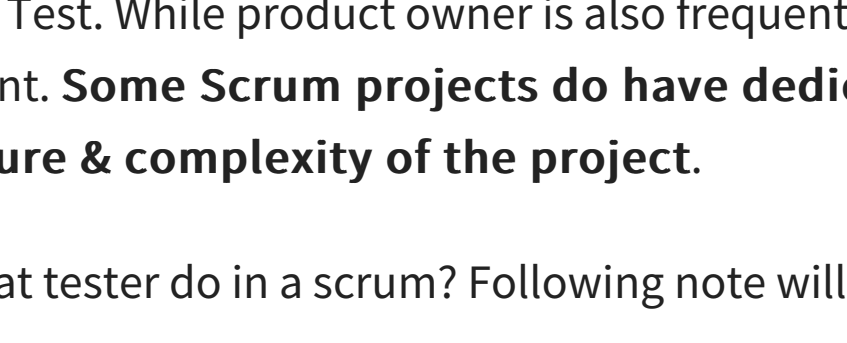 Test. While product owner is also frequent
nt. Some Scrum projects do have dedic
ure & complexity of the project.
at tester do in a scrum? Following note will